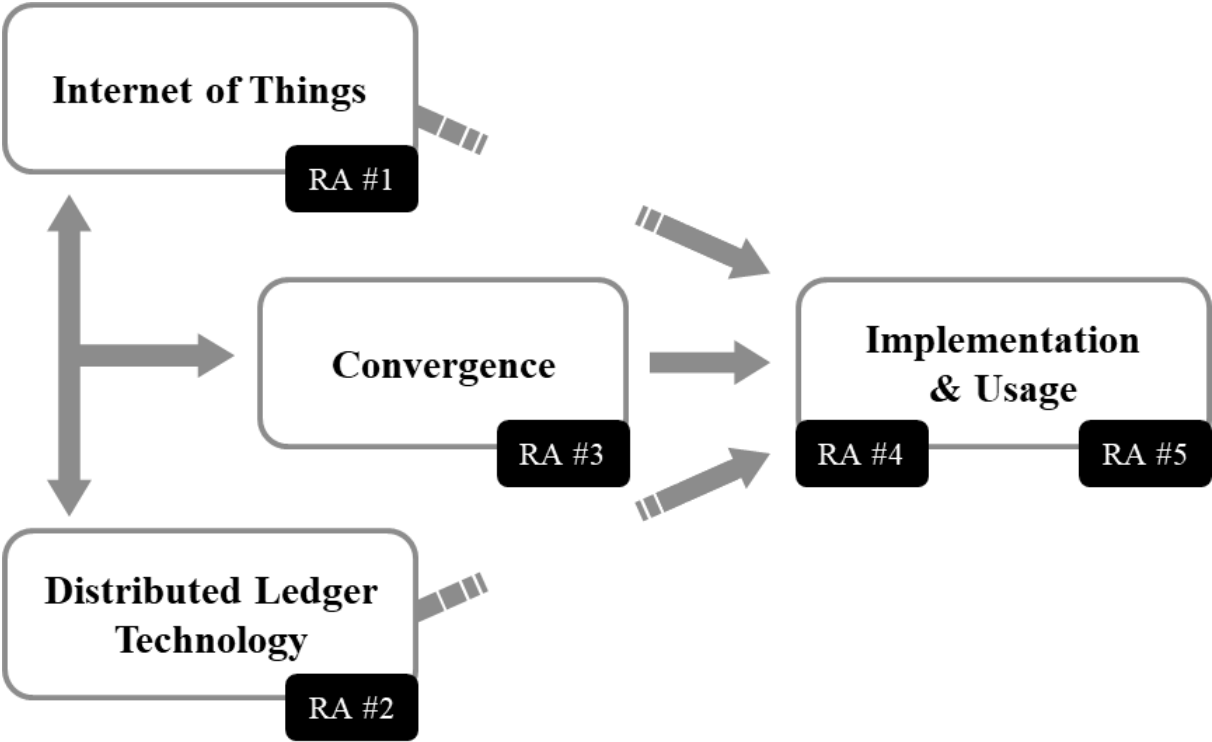 Internet of Things
RA #1
Convergence
RA #3
Implementation
& Usage
RA #4
RA #5
Distributed Ledger
Technology
RA #2